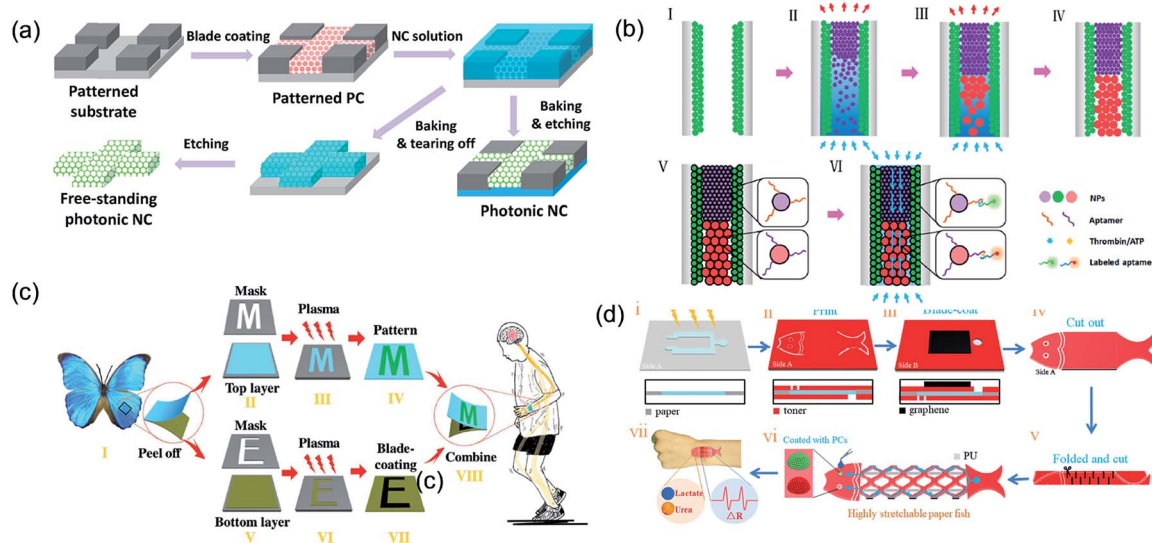 (a)
Blade coating
NC solution
Patterned
substrate
Patterned PC
Baking
& etching
Baking
& tearing off
Etching
Free-standing
photonic NC
Photonic NC
(b)
I
II
III
IV
V
VI
NPs
Aptamer
Thrombin/ATP
Labeled aptame
(c)
Mask
Plasma
Pattern
M
M
M
Top layer
II
III
IV
I
Peel off
M
Combine
VIII
Mask
Plasma
Blade-
coating
(c)
E
E
E
Bottom layer
V
VI
VII
(d)
i
ii
Print
iii
Blade-coat
iv
Cut out
Side A
Side A
Side B
Side A
paper
toner
graphene
vii
vi
Coated with PCs
PU
v
Folded and cut
Lactate
Urea
△R
Highly stretchable paper fish